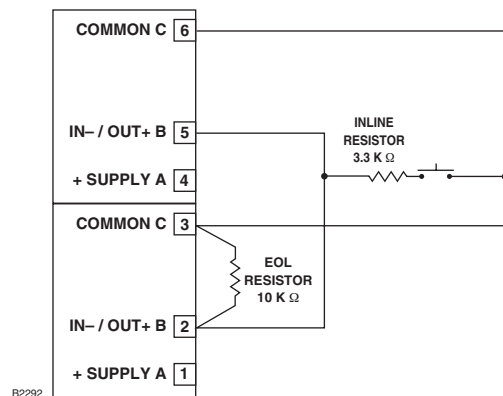 COMMON C 6
IN– / OUT+ B 5
+ SUPPLY A 4
COMMON C 3
IN– / OUT+ B 2
+ SUPPLY A 1
INLINE
RESISTOR
3.3 K Ω
EOL
RESISTOR
10 K Ω
B2292